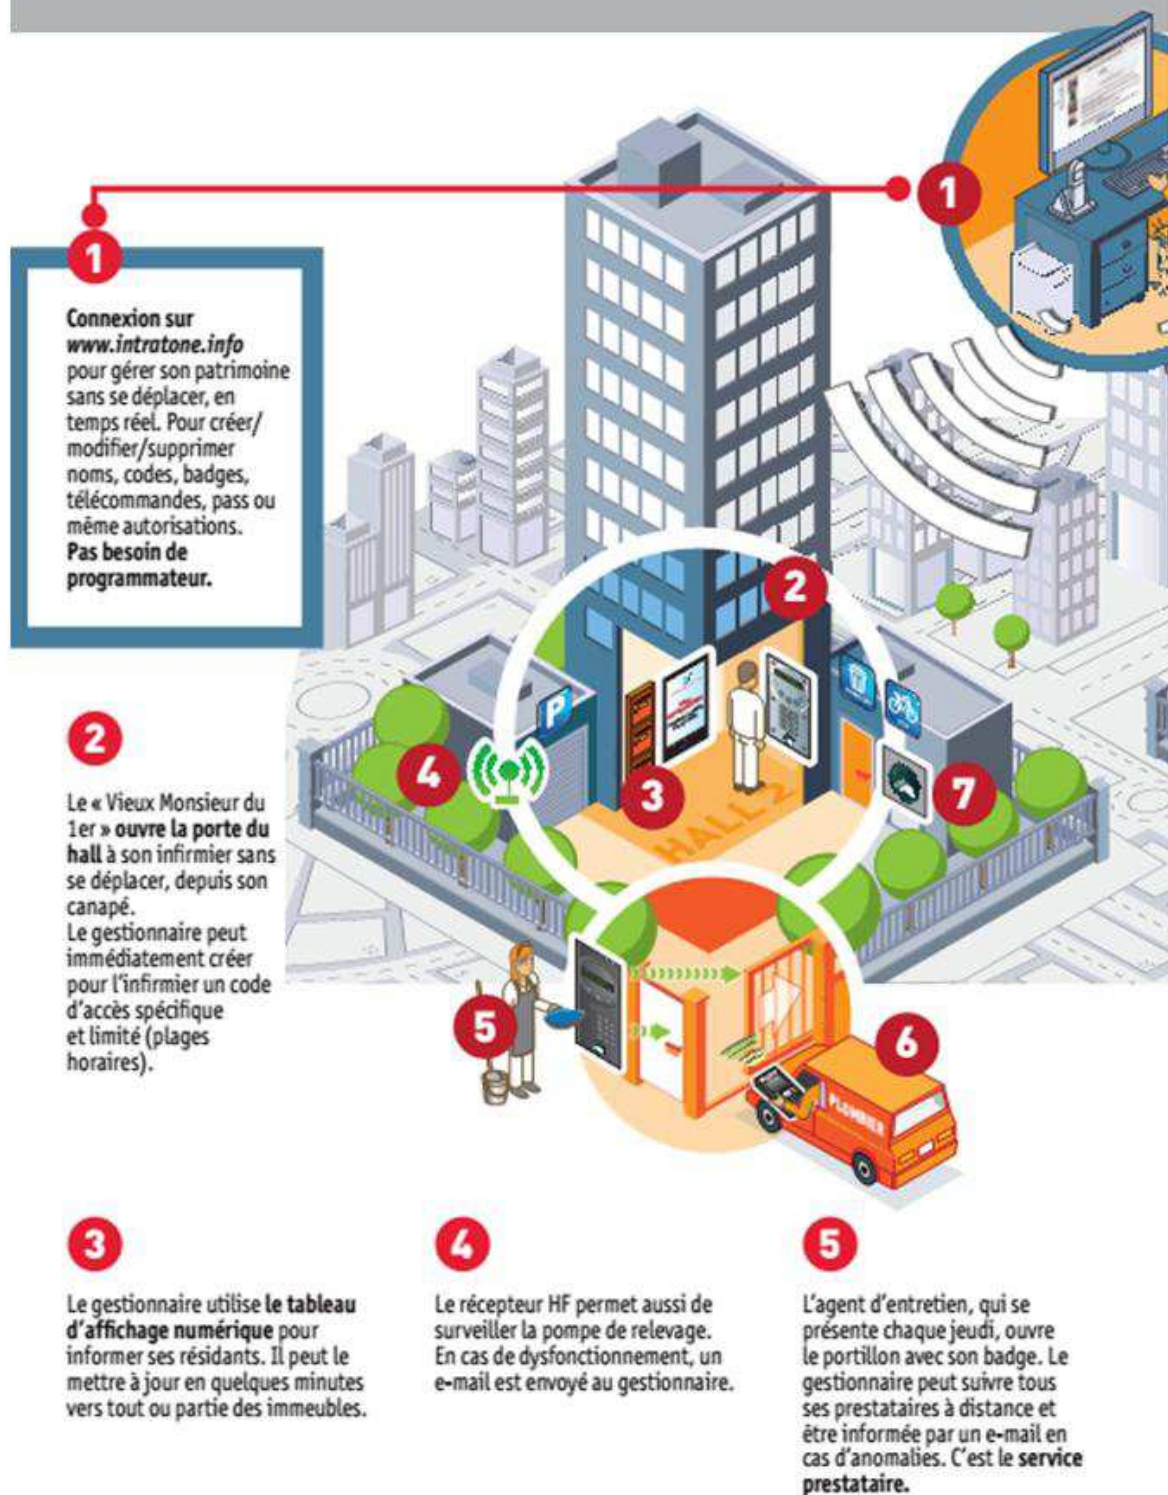 1
1
Connexion sur
www.intratone.info
pour gérer son patrimoine
sans se déplacer, en
temps réel. Pour créer/
modifier/supprimer
noms, codes, badges,
télécommandes, pass ou
même autorisations.
Pas besoin de
programmateur.
2
P
4
3
HALL 2
7
2
Le « Vieux Monsieur du
1er » ouvre la porte du
hall à son infirmier sans
se déplacer, depuis son
canapé.
Le gestionnaire peut
immédiatement créer
pour l'infirmier un code
d'accès spécifique
et limité (plages
horaires).
5
6
PLOMBIER
3
Le gestionnaire utilise le tableau
d'affichage numérique pour
informer ses résidants. Il peut le
mettre à jour en quelques minutes
vers tout ou partie des immeubles.
4
Le récepteur HF permet aussi de
surveiller la pompe de relevage.
En cas de dysfonctionnement, un
e-mail est envoyé au gestionnaire.
5
L'agent d'entretien, qui se
présente chaque jeudi, ouvre
le portillon avec son badge. Le
gestionnaire peut suivre tous
ses prestataires à distance et
être informée par un e-mail en
cas d'anomalies. C'est le service
prestataire.